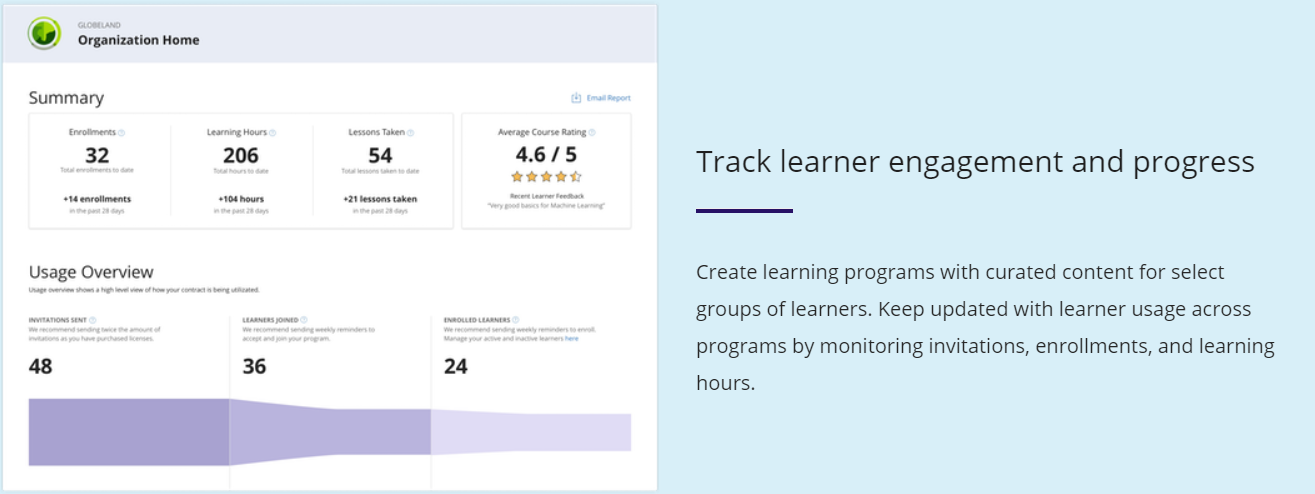 GLOBELAND
Organization Home
Summary
Email Report
Enrollments
32
Total enrollments to date
+14 enrollments
in the past 28 days
Learning Hours
206
Total hours to date
+104 hours
in the past 28 days
Lessons Taken
54
Total lessons taken to date
+21 lessons taken
in the past 28 days
Average Course Rating
4.6 / 5
Recent Learner Feedback
"Very good basics for Machine Learning"
Usage Overview
Usage overview shows a high level view of how your contract is being utilizated.
INVITATIONS SENT
We recommend sending twice the amount of
invitations as you have purchased licenses.
48
LEARNERS JOINED
We recommend sending weekly reminders to
accept and join your program.
36
ENROLLED LEARNERS
We recommend sending weekly reminders to enroll.
Manage your active and inactive learners here
24
Track learner engagement and progress
Create learning programs with curated content for select
groups of learners. Keep updated with learner usage across
programs by monitoring invitations, enrollments, and learning
hours.